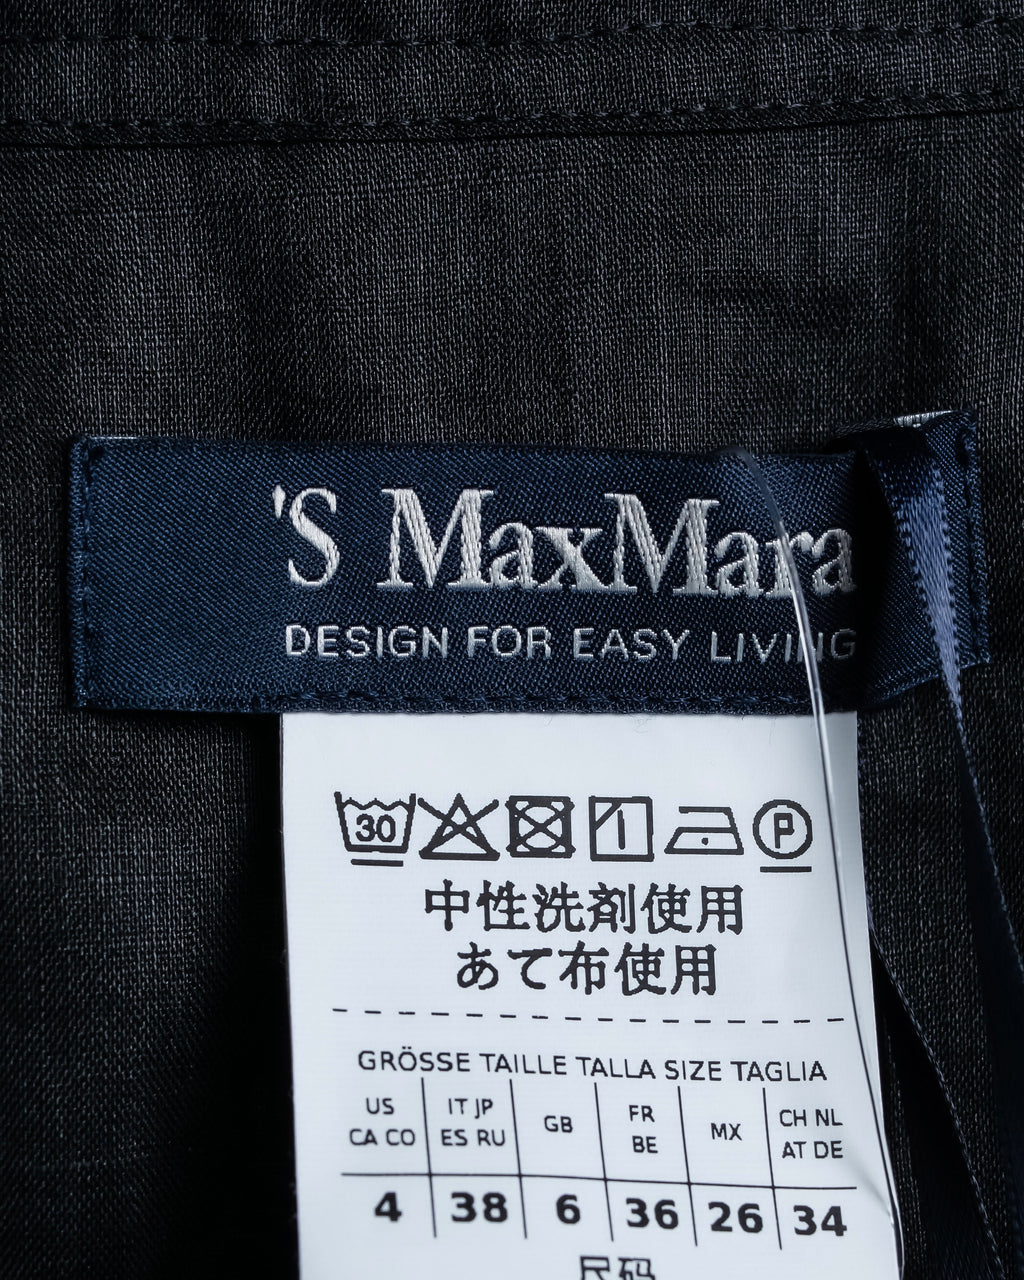 'S MaxMara
DESIGN FOR EASY LIVING
30 P
中性洗剤使用
あて布使用
GRÖSSE TAILLE TALLA SIZE TAGLIA
US CA CO
IT JP ES RU
GB
FR BE
MX
CH NL AT DE
4 38 6 36 26 34
尺码